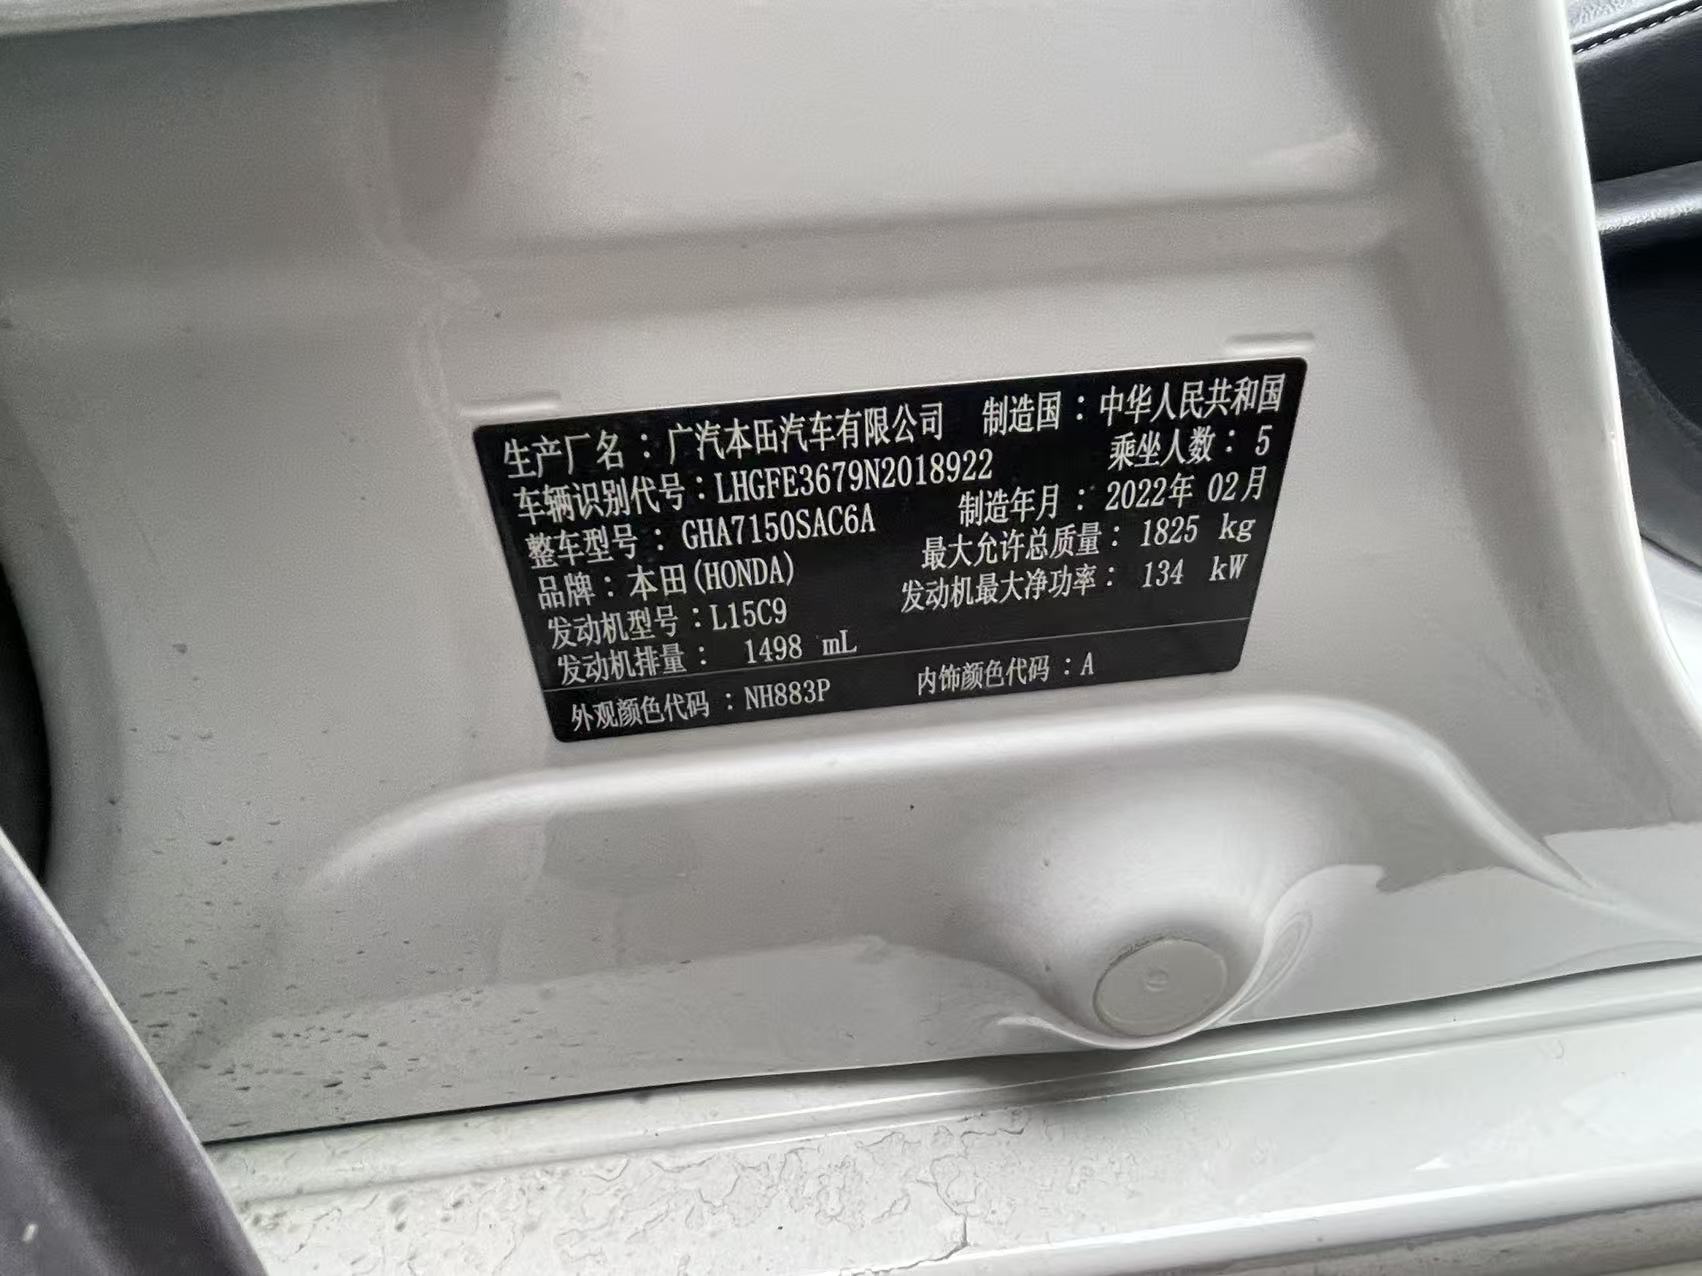 生产厂名：广汽本田汽车有限公司 制造国：中华人民共和国
车辆识别代号：LHGFE3679N2018922 乘坐人数：5
整车型号：GHA7150SAC6A 制造年月：2022年 02月
品牌：本田(HONDA) 最大允许总质量：1825 kg
发动机型号：L15C9 发动机最大净功率：134 kW
发动机排量：1498 mL
外观颜色代码：NH883P 内饰颜色代码：A